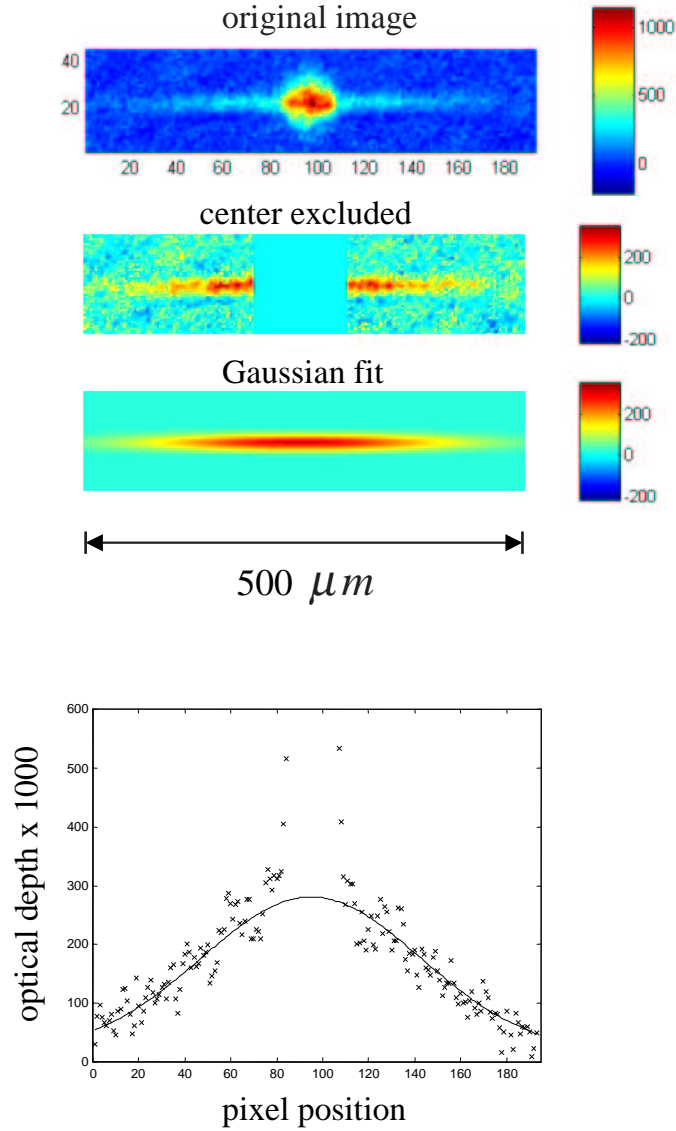 original image
40
20
20 40 60 80 100 120 140 160 180
1000
500
0
center excluded
200
0
-200
Gaussian fit
200
0
-200
500 μm
600
500
400
300
200
100
0
0 20 40 60 80 100 120 140 160 180
optical depth x 1000
pixel position